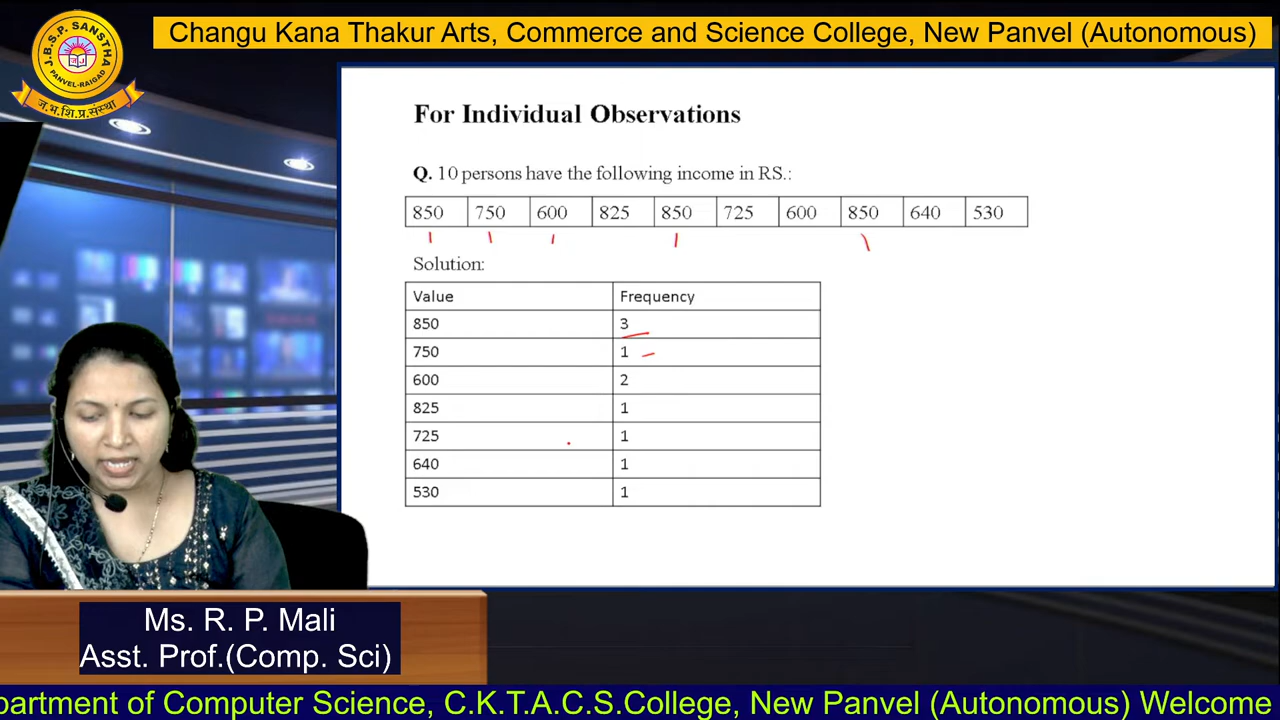 J.B.S.P. SANSTHA
PANVEL-RAIGAD
ज.भ.शि.प्र.संस्था
Changu Kana Thakur Arts, Commerce and Science College, New Panvel (Autonomous)
For Individual Observations
Q. 10 persons have the following income in RS.:
850 750 600 825 850 725 600 850 640 530
Solution:
Value Frequency
850 3
750 1
600 2
825 1
725 1
640 1
530 1
Ms. R. P. Mali
Asst. Prof.(Comp. Sci)
partment of Computer Science, C.K.T.A.C.S.College, New Panvel (Autonomous) Welcome